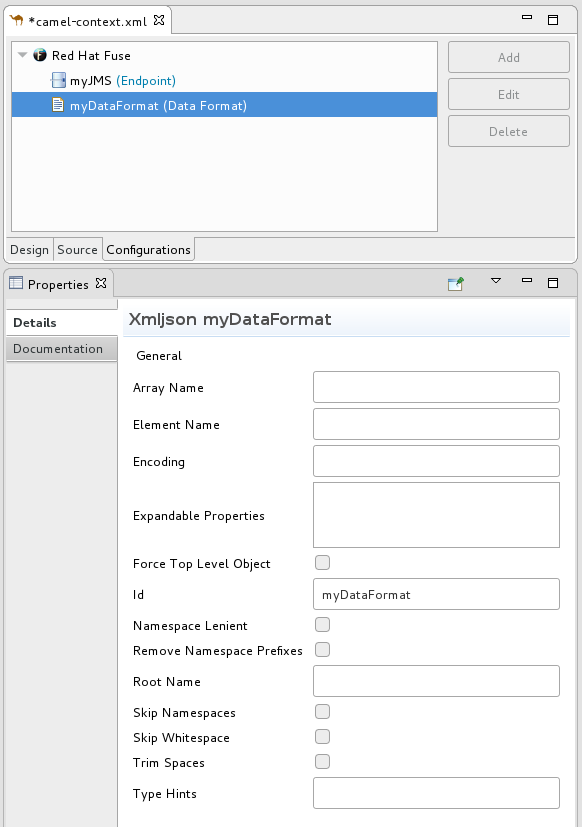 *camel-context.xml
Red Hat Fuse
myJMS (Endpoint)
myDataFormat (Data Format)
Add
Edit
Delete
Design Source Configurations
Properties
Details
Documentation
Xmljson myDataFormat
General
Array Name
Element Name
Encoding
Expandable Properties
Force Top Level Object
Id myDataFormat
Namespace Lenient
Remove Namespace Prefixes
Root Name
Skip Namespaces
Skip Whitespace
Trim Spaces
Type Hints